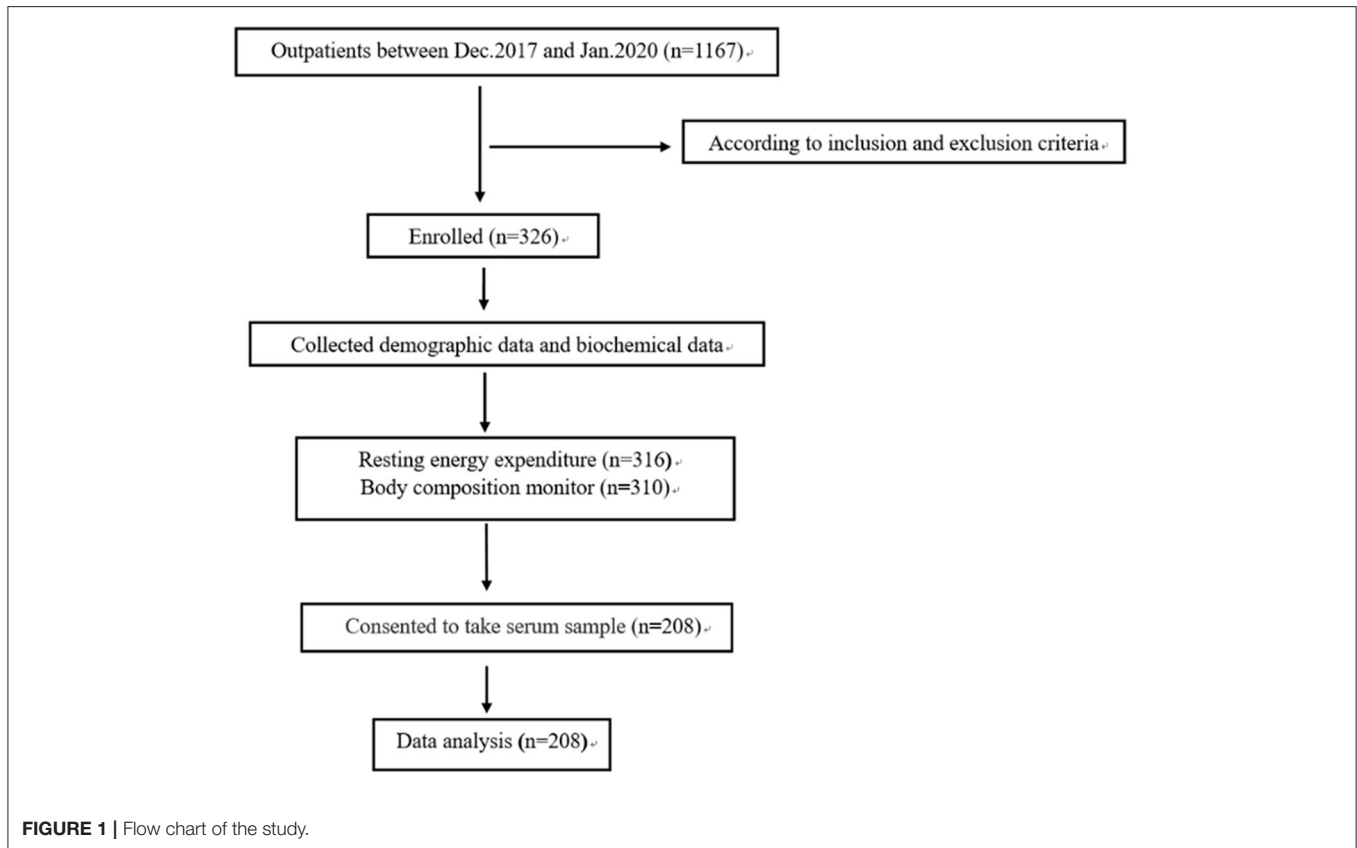 Outpatients between Dec.2017 and Jan.2020 (n=1167)↵
According to inclusion and exclusion criteria↵
Enrolled (n=326)↵
Collected demographic data and biochemical data↵
Resting energy expenditure (n=316)↵
Body composition monitor (n=310)↵
Consented to take serum sample (n=208)↵
Data analysis (n=208)↵
FIGURE 1 | Flow chart of the study.